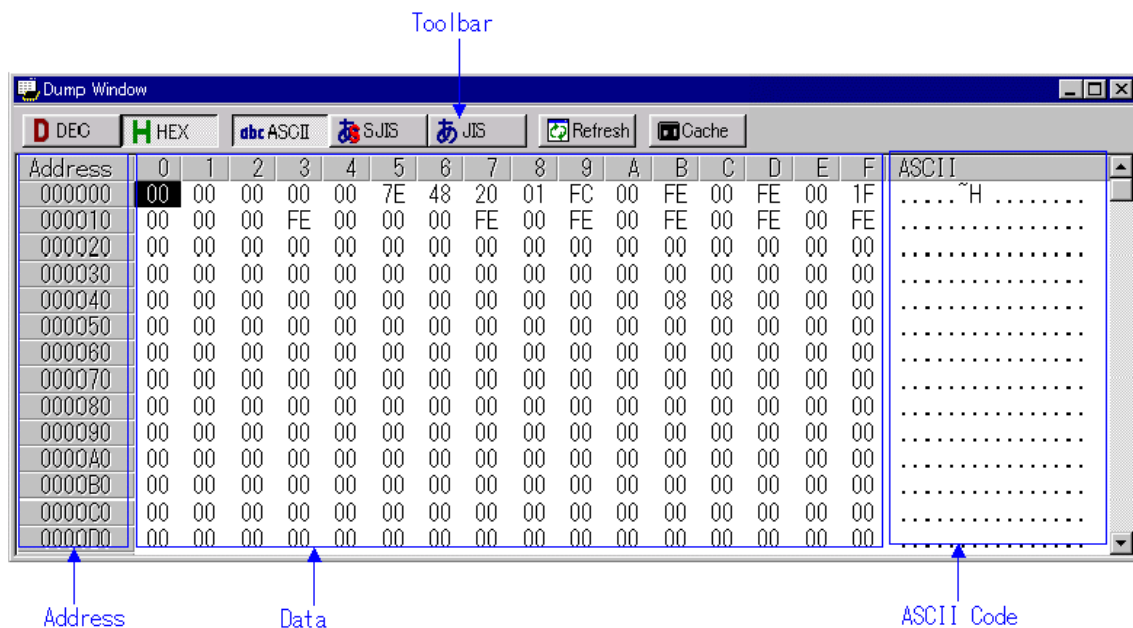 Toolbar
Dump Window
D DEC H HEX abc ASCII あS SJIS あ JIS Refresh Cache
Address 0 1 2 3 4 5 6 7 8 9 A B C D E F ASCII
000000 00 00 00 00 00 7E 48 20 01 FC 00 FE 00 FE 00 1F .....~H ........
000010 00 00 00 FE 00 00 00 FE 00 FE 00 FE 00 FE 00 FE ................
000020 00 00 00 00 00 00 00 00 00 00 00 00 00 00 00 00 ................
000030 00 00 00 00 00 00 00 00 00 00 00 00 00 00 00 00 ................
000040 00 00 00 00 00 00 00 00 00 00 00 08 08 00 00 00 ................
000050 00 00 00 00 00 00 00 00 00 00 00 00 00 00 00 00 ................
000060 00 00 00 00 00 00 00 00 00 00 00 00 00 00 00 00 ................
000070 00 00 00 00 00 00 00 00 00 00 00 00 00 00 00 00 ................
000080 00 00 00 00 00 00 00 00 00 00 00 00 00 00 00 00 ................
000090 00 00 00 00 00 00 00 00 00 00 00 00 00 00 00 00 ................
0000A0 00 00 00 00 00 00 00 00 00 00 00 00 00 00 00 00 ................
0000B0 00 00 00 00 00 00 00 00 00 00 00 00 00 00 00 00 ................
0000C0 00 00 00 00 00 00 00 00 00 00 00 00 00 00 00 00 ................
0000D0 00 00 00 00 00 00 00 00 00 00 00 00 00 00 00 00 ................
Address Data ASCII Code